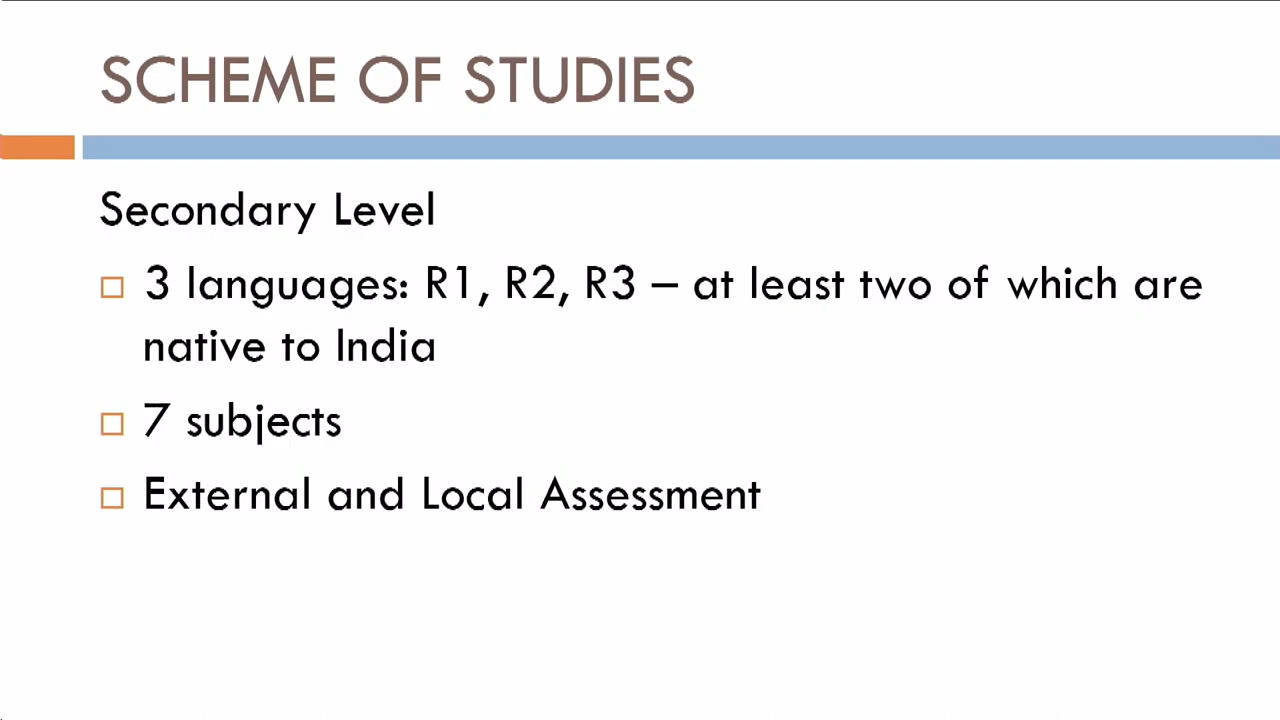 SCHEME OF STUDIES
Secondary Level
3 languages: R1, R2, R3 – at least two of which are
native to India
7 subjects
External and Local Assessment